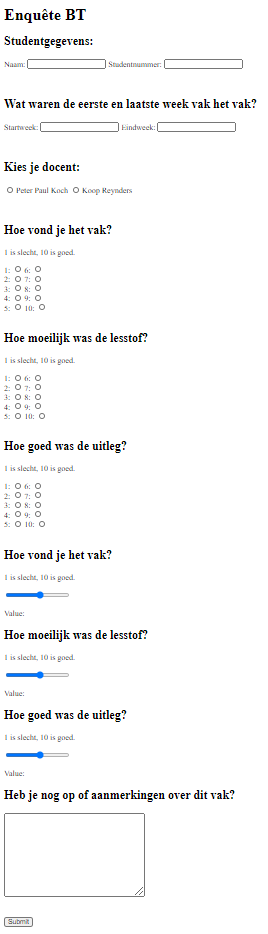 Enquête BT
Studentgegevens:
Naam: Studentnummer:
Wat waren de eerste en laatste week vak het vak?
Startweek: Eindweek:
Kies je docent:
Peter Paul Koch Koop Reynders
Hoe vond je het vak?
1 is slecht, 10 is goed.
1: 6:
2: 7:
3: 8:
4: 9:
5: 10:
Hoe moeilijk was de lesstof?
1 is slecht, 10 is goed.
1: 6:
2: 7:
3: 8:
4: 9:
5: 10:
Hoe goed was de uitleg?
1 is slecht, 10 is goed.
1: 6:
2: 7:
3: 8:
4: 9:
5: 10:
Hoe vond je het vak?
1 is slecht, 10 is goed.
Value:
Hoe moeilijk was de lesstof?
1 is slecht, 10 is goed.
Value:
Hoe goed was de uitleg?
1 is slecht, 10 is goed.
Value:
Heb je nog op of aanmerkingen over dit vak?
Submit